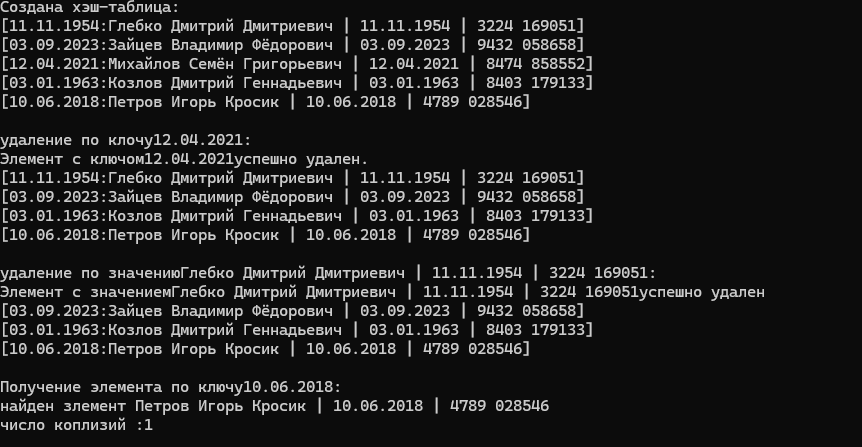 Создана хэш-таблица:
[11.11.1954:Глебко Дмитрий Дмитриевич | 11.11.1954 | 3224 169051]
[03.09.2023:Зайцев Владимир Фёдорович | 03.09.2023 | 9432 058658]
[12.04.2021:Михайлов Семён Григорьевич | 12.04.2021 | 8474 858552]
[03.01.1963:Козлов Дмитрий Геннадьевич | 03.01.1963 | 8403 179133]
[10.06.2018:Петров Игорь Кросик | 10.06.2018 | 4789 028546]
удаление по клочу12.04.2021:
Элемент с ключом12.04.2021успешно удален.
[11.11.1954:Глебко Дмитрий Дмитриевич | 11.11.1954 | 3224 169051]
[03.09.2023:Зайцев Владимир Фёдорович | 03.09.2023 | 9432 058658]
[03.01.1963:Козлов Дмитрий Геннадьевич | 03.01.1963 | 8403 179133]
[10.06.2018:Петров Игорь Кросик | 10.06.2018 | 4789 028546]
удаление по значениюГлебко Дмитрий Дмитриевич | 11.11.1954 | 3224 169051:
Элемент с значениемГлебко Дмитрий Дмитриевич | 11.11.1954 | 3224 169051успешно удален
[03.09.2023:Зайцев Владимир Фёдорович | 03.09.2023 | 9432 058658]
[03.01.1963:Козлов Дмитрий Геннадьевич | 03.01.1963 | 8403 179133]
[10.06.2018:Петров Игорь Кросик | 10.06.2018 | 4789 028546]
Получение элемента по ключу10.06.2018:
найден злемент Петров Игорь Кросик | 10.06.2018 | 4789 028546
число коплизий :1